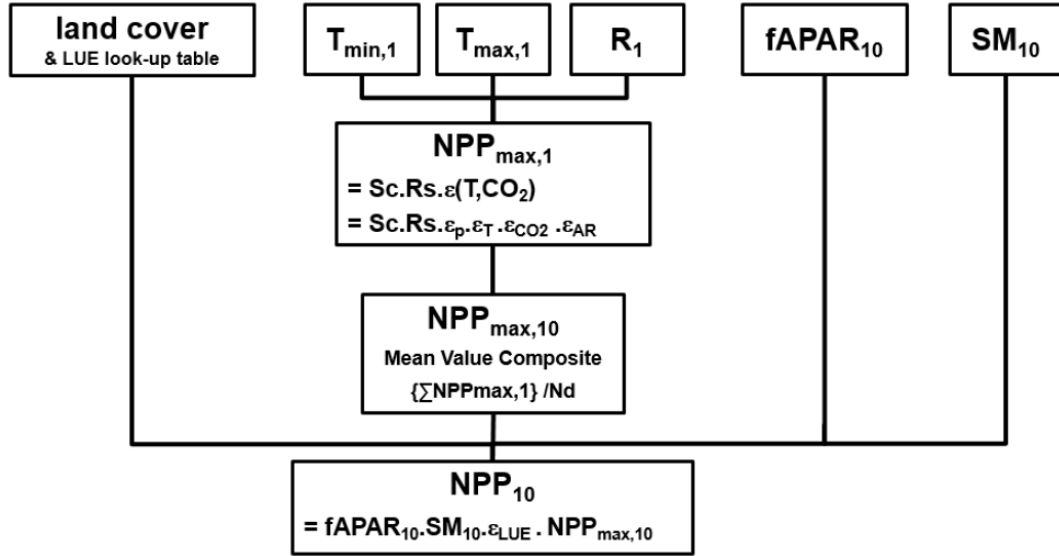 land cover
& LUE look-up table
Tmin,1
Tmax,1
R1
fAPAR10
SM10
NPPmax,1
= Sc.Rs.ε(T,CO2)
= Sc.Rs.εp.εT .εCO2 .εAR
NPPmax,10
Mean Value Composite
{∑NPPmax,1} /Nd
NPP10
= fAPAR10.SM10.εLUE . NPPmax,10